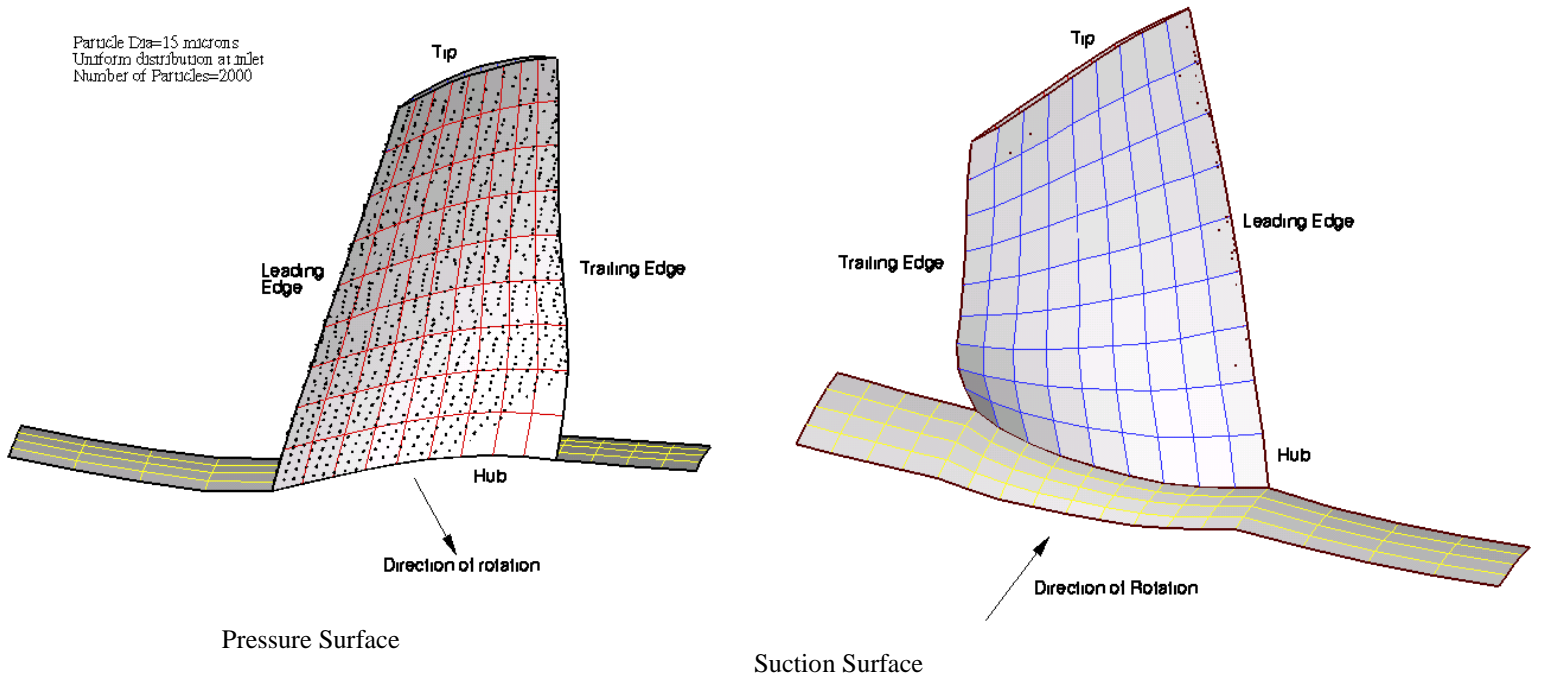 Particle Dia=15 microns
Uniform distribution at inlet
Number of Particles=2000
Tip
Leading
Edge
Trailing Edge
Hub
Direction of rotation
Pressure Surface
Tip
Leading Edge
Trailing Edge
Hub
Direction of Rotation
Suction Surface